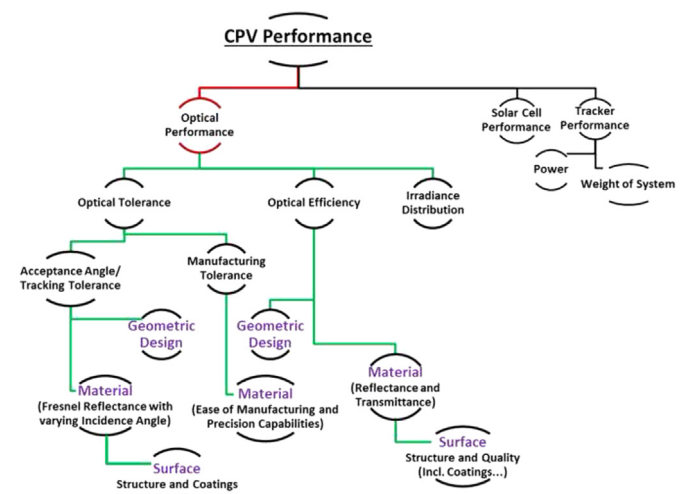 CPV Performance
Optical
Performance
Solar Cell
Performance
Tracker
Performance
Power
Weight of System
Optical Tolerance
Optical Efficiency
Irradiance
Distribution
Acceptance Angle/
Tracking Tolerance
Manufacturing
Tolerance
Geometric
Design
Geometric
Design
Material
(Fresnel Reflectance with
varying Incidence Angle)
Material
(Ease of Manufacturing and
Precision Capabilities)
Material
(Reflectance and
Transmittance)
Surface
Structure and Coatings
Surface
Structure and Quality
(Incl. Coatings...)